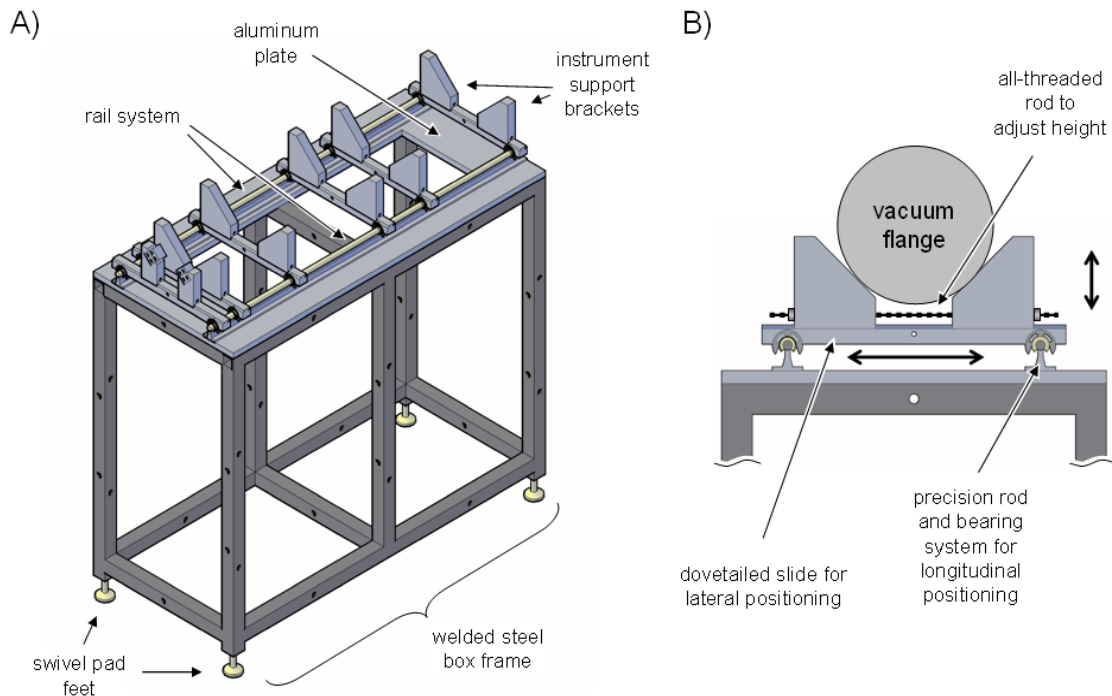 A)
aluminum
plate
instrument
support
brackets
rail system
swivel pad
feet
welded steel
box frame
B)
all-threaded
rod to
adjust height
vacuum
flange
dovetailed slide for
lateral positioning
precision rod
and bearing
system for
longitudinal
positioning